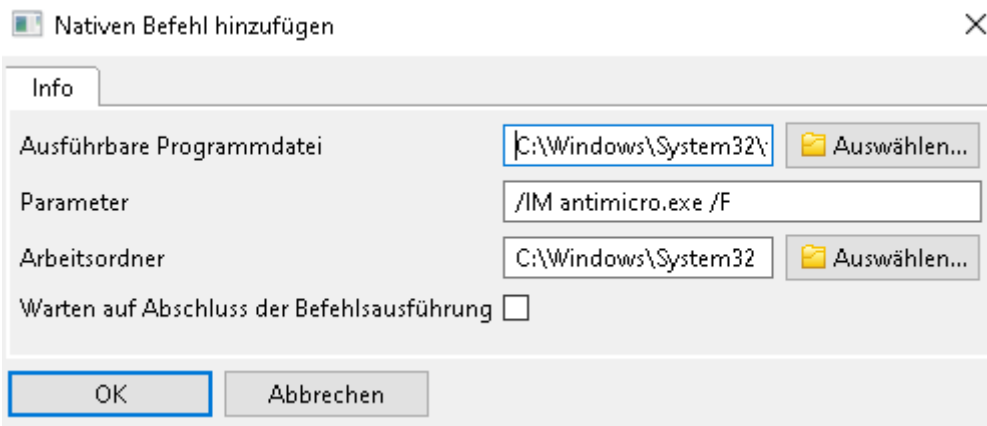 Nativen Befehl hinzufügen
Info
Ausführbare Programmdatei C:\Windows\System32\ Auswählen...
Parameter /IM antimicro.exe /F
Arbeitsordner C:\Windows\System32 Auswählen...
Warten auf Abschluss der Befehlsausführung
OK Abbrechen